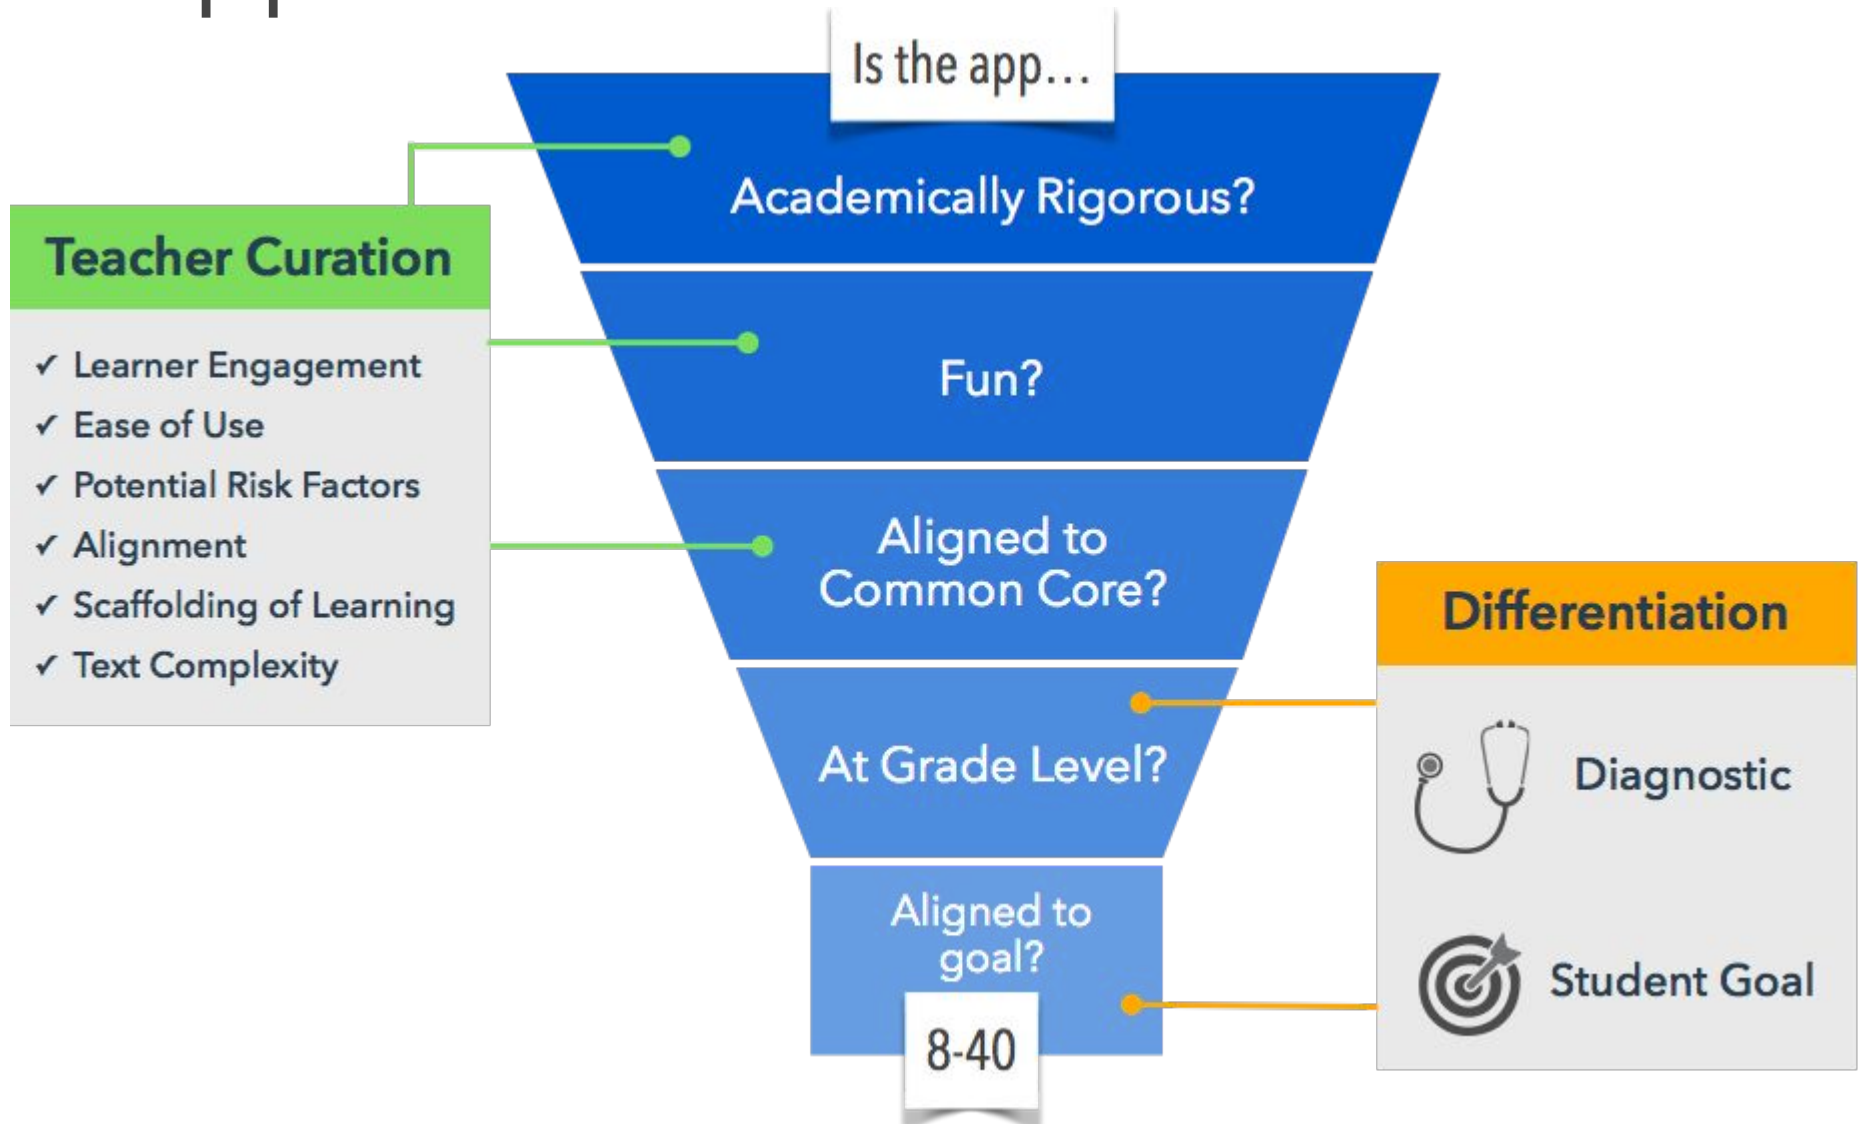 Is the app...
Academically Rigorous?
Teacher Curation
✓ Learner Engagement
✓ Ease of Use
✓ Potential Risk Factors
✓ Alignment
✓ Scaffolding of Learning
✓ Text Complexity
Fun?
Aligned to
Common Core?
At Grade Level?
Aligned to
goal?
8-40
Differentiation
Diagnostic
Student Goal